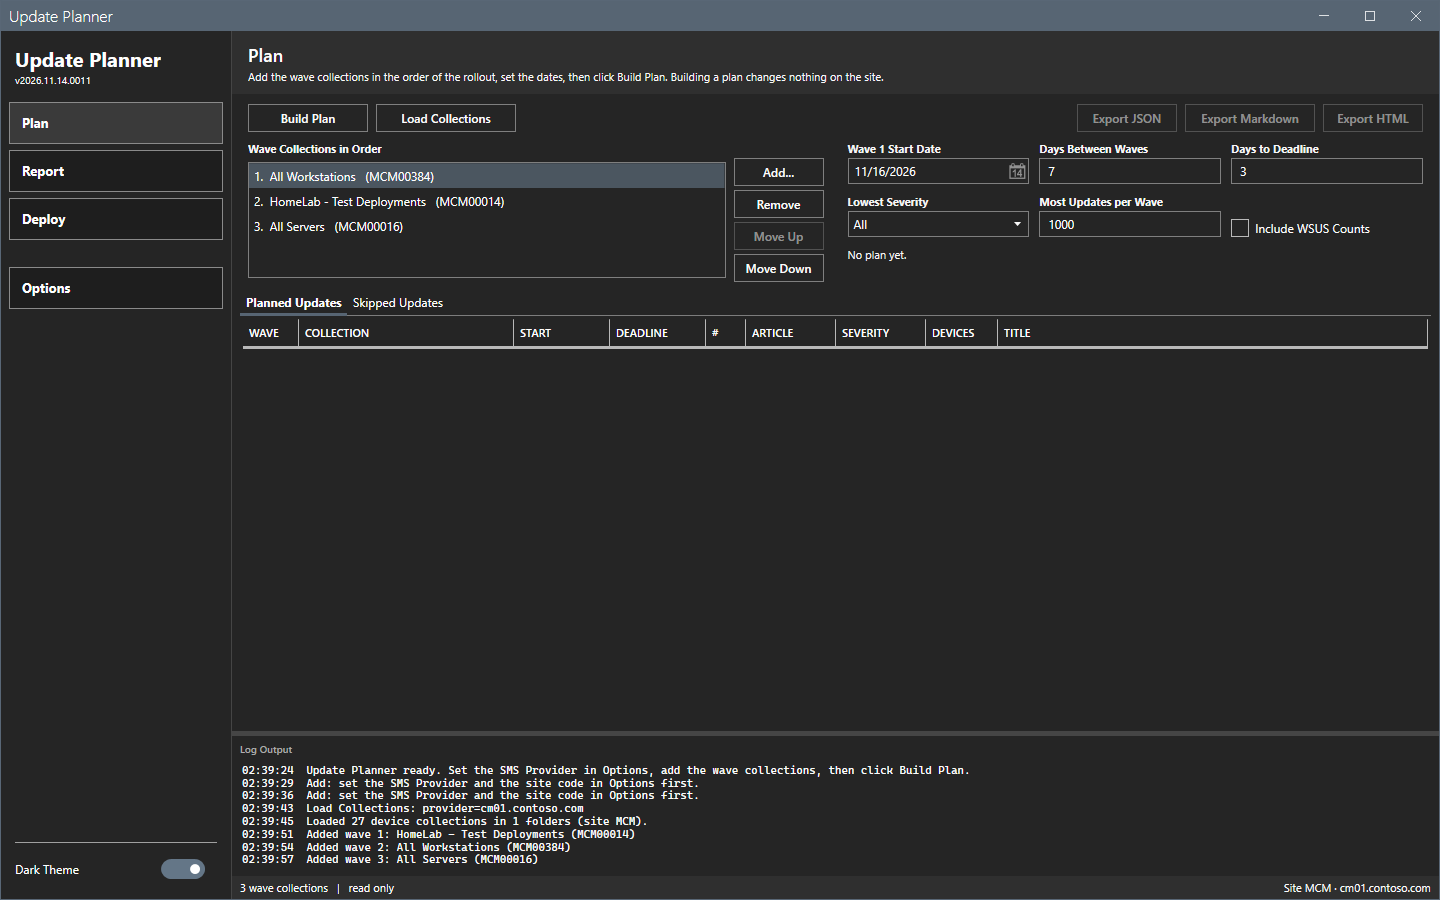 Update Planner
Update Planner
v2026.11.14.0011
Plan
Report
Deploy
Options
Dark Theme
Plan
Add the wave collections in the order of the rollout, set the dates, then click Build Plan. Building a plan changes nothing on the site.
Build Plan
Load Collections
Export JSON
Export Markdown
Export HTML
Wave Collections in Order
1. All Workstations (MCM00384)
2. HomeLab - Test Deployments (MCM00014)
3. All Servers (MCM00016)
Add...
Remove
Move Up
Move Down
Wave 1 Start Date
Days Between Waves
Days to Deadline
11/16/2026
14
7
3
Lowest Severity
Most Updates per Wave
All
1000
Include WSUS Counts
No plan yet.
Planned Updates
Skipped Updates
WAVE
COLLECTION
START
DEADLINE
#
ARTICLE
SEVERITY
DEVICES
TITLE
Log Output
02:39:24 Update Planner ready. Set the SMS Provider in Options, add the wave collections, then click Build Plan.
02:39:29 Add: set the SMS Provider and the site code in Options first.
02:39:36 Add: set the SMS Provider and the site code in Options first.
02:39:43 Load Collections: provider=cm01.contoso.com
02:39:45 Loaded 27 device collections in 1 folders (site MCM).
02:39:51 Added wave 1: HomeLab - Test Deployments (MCM00014)
02:39:54 Added wave 2: All Workstations (MCM00384)
02:39:57 Added wave 3: All Servers (MCM00016)
3 wave collections | read only
Site MCM · cm01.contoso.com